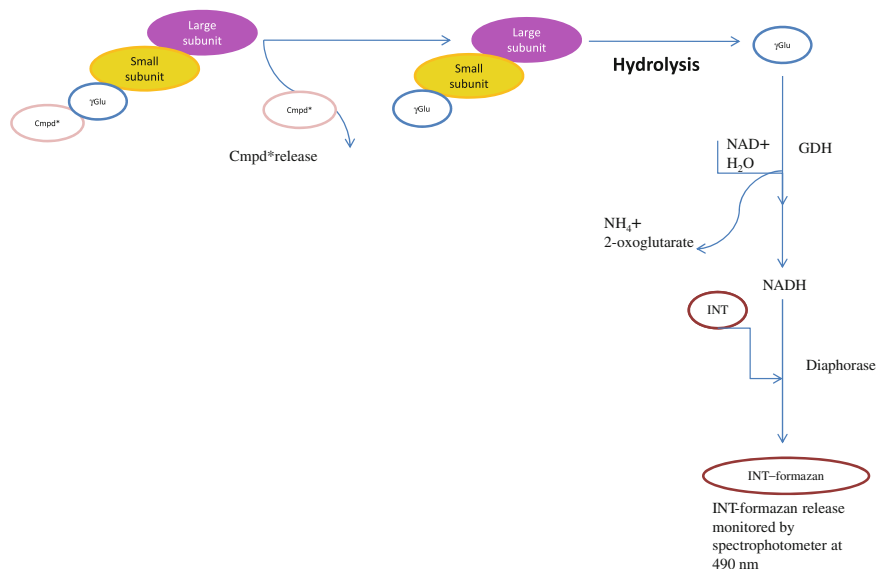 Large
subunit
Small
subunit
γGlu
Cmpd*
Cmpd*
Cmpd*release
Large
subunit
Small
subunit
γGlu
Hydrolysis
γGlu
NAD+
H₂O
GDH
NH₄+
2-oxoglutarate
NADH
INT
Diaphorase
INT–formazan
INT-formazan release
monitored by
spectrophotometer at
490 nm